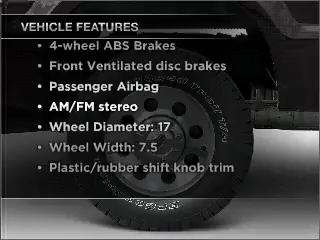 VEHICLE FEATURES
• 4-wheel ABS Brakes
• Front Ventilated disc brakes
• Passenger Airbag
• AM/FM stereo
• Wheel Diameter: 17
• Wheel Width: 7.5
• Plastic/rubber shift knob trim